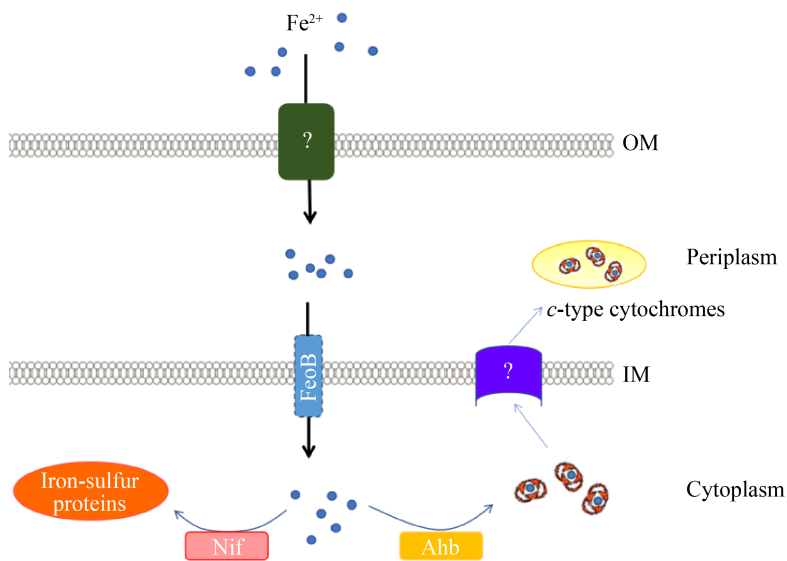 Fe²⁺
?
OM
Periplasm
c-type cytochromes
FeoB
?
IM
Iron-sulfur
proteins
Cytoplasm
Nif
Ahb